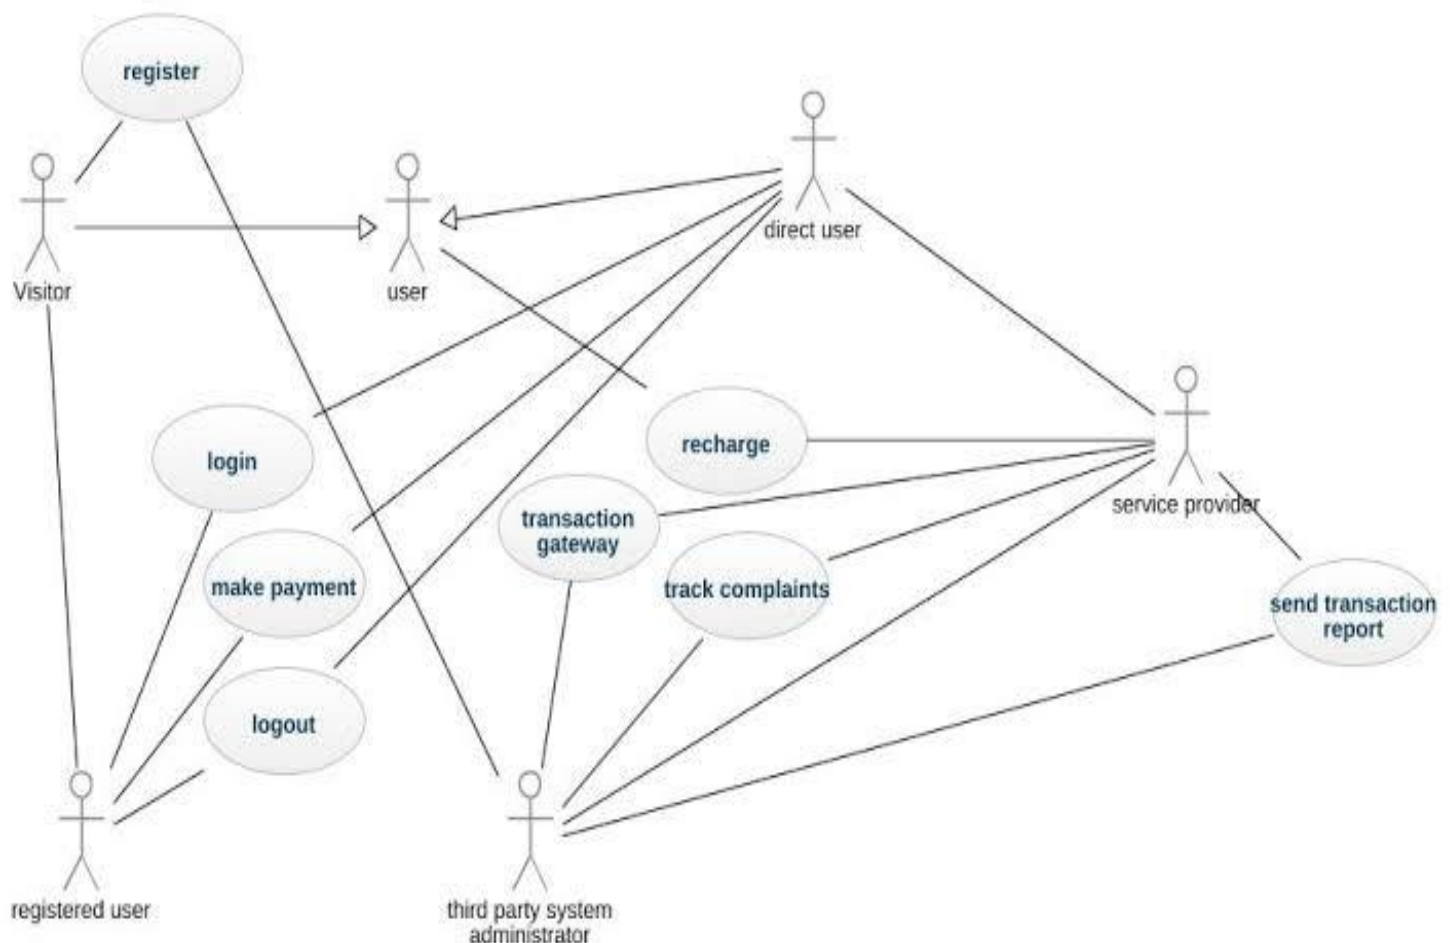 register
Visitor
user
direct user
login
recharge
transaction
gateway
service provider
make payment
track complaints
send transaction
report
logout
registered user
third party system
administrator